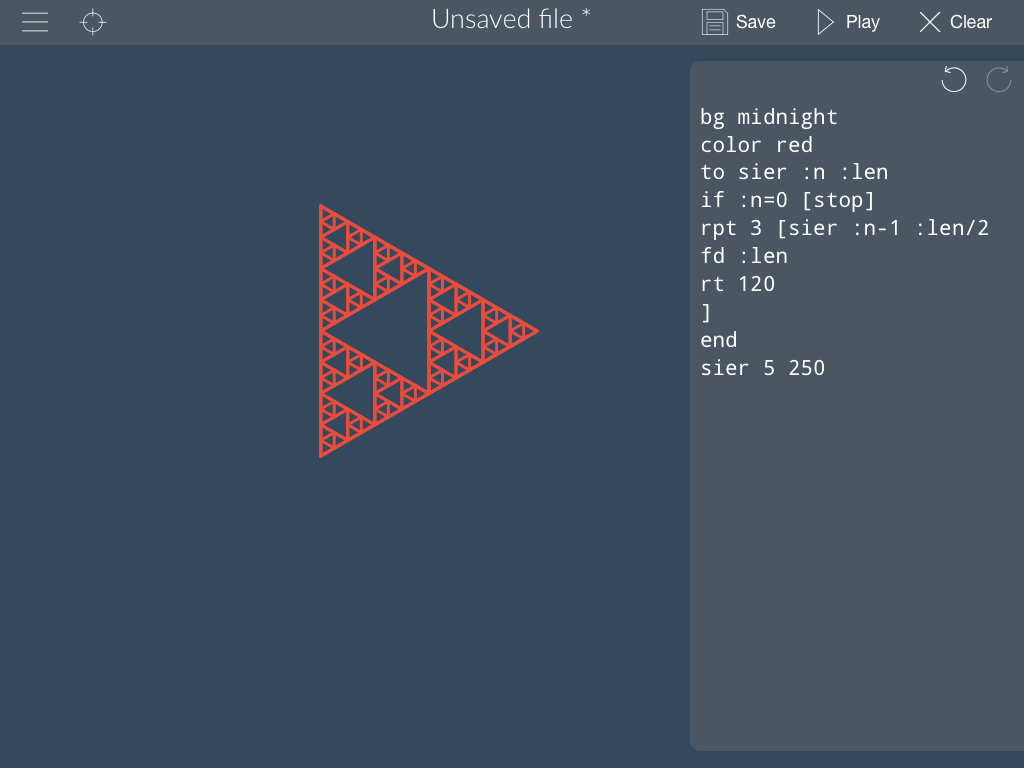 Unsaved file *
Save
Play
Clear
bg midnight
color red
to sier :n :len
if :n=0 [stop]
rpt 3 [sier :n-1 :len/2
fd :len
rt 120
]
end
sier 5 250